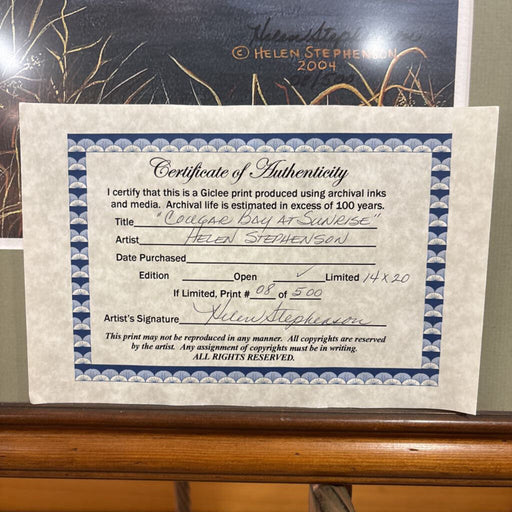 Helen Stephenson
© HELEN STEPHENSON
2004
/500
Certificate of Authenticity
I certify that this is a Giclee print produced using archival inks
and media. Archival life is estimated in excess of 100 years.
Title "COUGAR BAY AT SUNRISE"
Artist HELEN STEPHENSON
Date Purchased
Edition Open ✓ Limited 14 x 20
If Limited, Print # 08 of 500
Artist's Signature Helen Stephenson
This print may not be reproduced in any manner. All copyrights are reserved
by the artist. Any assignment of copyrights must be in writing.
ALL RIGHTS RESERVED.